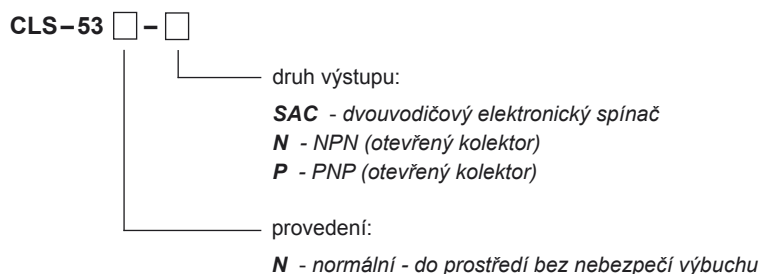 CLS–53 □ – □
druh výstupu:
SAC - dvouvodičový elektronický spínač
N - NPN (otevřený kolektor)
P - PNP (otevřený kolektor)
provedení:
N - normální - do prostředí bez nebezpečí výbuchu